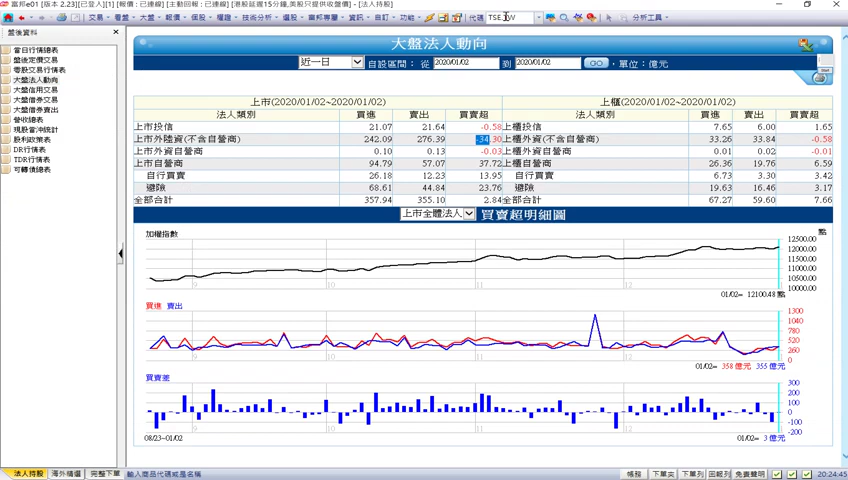 富邦e01 [版本 2.23][已登入] [報價：已連線] [主動回報：已連線] [港股延遲15分鐘,美股只提供收盤價] - [法人持股]
交易 看盤 大盤 報價 個股 權證 技術分析 選股 富邦專屬 資訊 自訂 功能 代碼 TSE.TW 分析工具
盤後資料
當日行情總表
盤後定價交易
零股交易行情表
大盤法人動向
大盤信用交易
大盤借券交易
大盤借券賣出
營收總表
現股當沖統計
股利政策表
DR行情表
TDR行情表
可轉債總表
大盤法人動向
近一日 自設區間： 從 2020/01/02 到 2020/01/02 GO ，單位：億元
上市(2020/01/02~2020/01/02) 上櫃(2020/01/02~2020/01/02)
法人類別 買進 賣出 買賣超 法人類別 買進 賣出 買賣超
上市投信 21.07 21.64 -0.58 上櫃投信 7.65 6.00 1.65
上市外陸資(不含自營商) 242.09 276.39 -34.30 上櫃外資(不含自營商) 33.26 33.84 -0.58
上市外資自營商 0.10 0.13 -0.03 上櫃外資自營商 0.01 0.02 -0.01
上市自營商 94.79 57.07 37.72 上櫃自營商 26.36 19.76 6.59
自行買賣 26.18 12.23 13.95 自行買賣 6.73 3.30 3.42
避險 68.61 44.84 23.76 避險 19.63 16.46 3.17
全部合計 357.94 355.10 2.84 全部合計 67.27 59.60 7.66
上市全體法人 買賣超明細圖
加權指數 點
12500.00
12000.00
11500.00
11000.00
10500.00
10000.00
9 10 11 12 1
01/02= 12100.48 點
買進 賣出
1300
1040
780
520
260
0
9 10 11 12 1
01/02= 358 億元 355 億元
買賣差
300
200
100
0
-100
-200
9 10 11 12 1
08/23~01/02 01/02= 3 億元
法人持股 海外精選 完整下單 輸入商品代碼或是名稱 帳務 下單夾 下單列 回報列 免責聲明 20:24:45